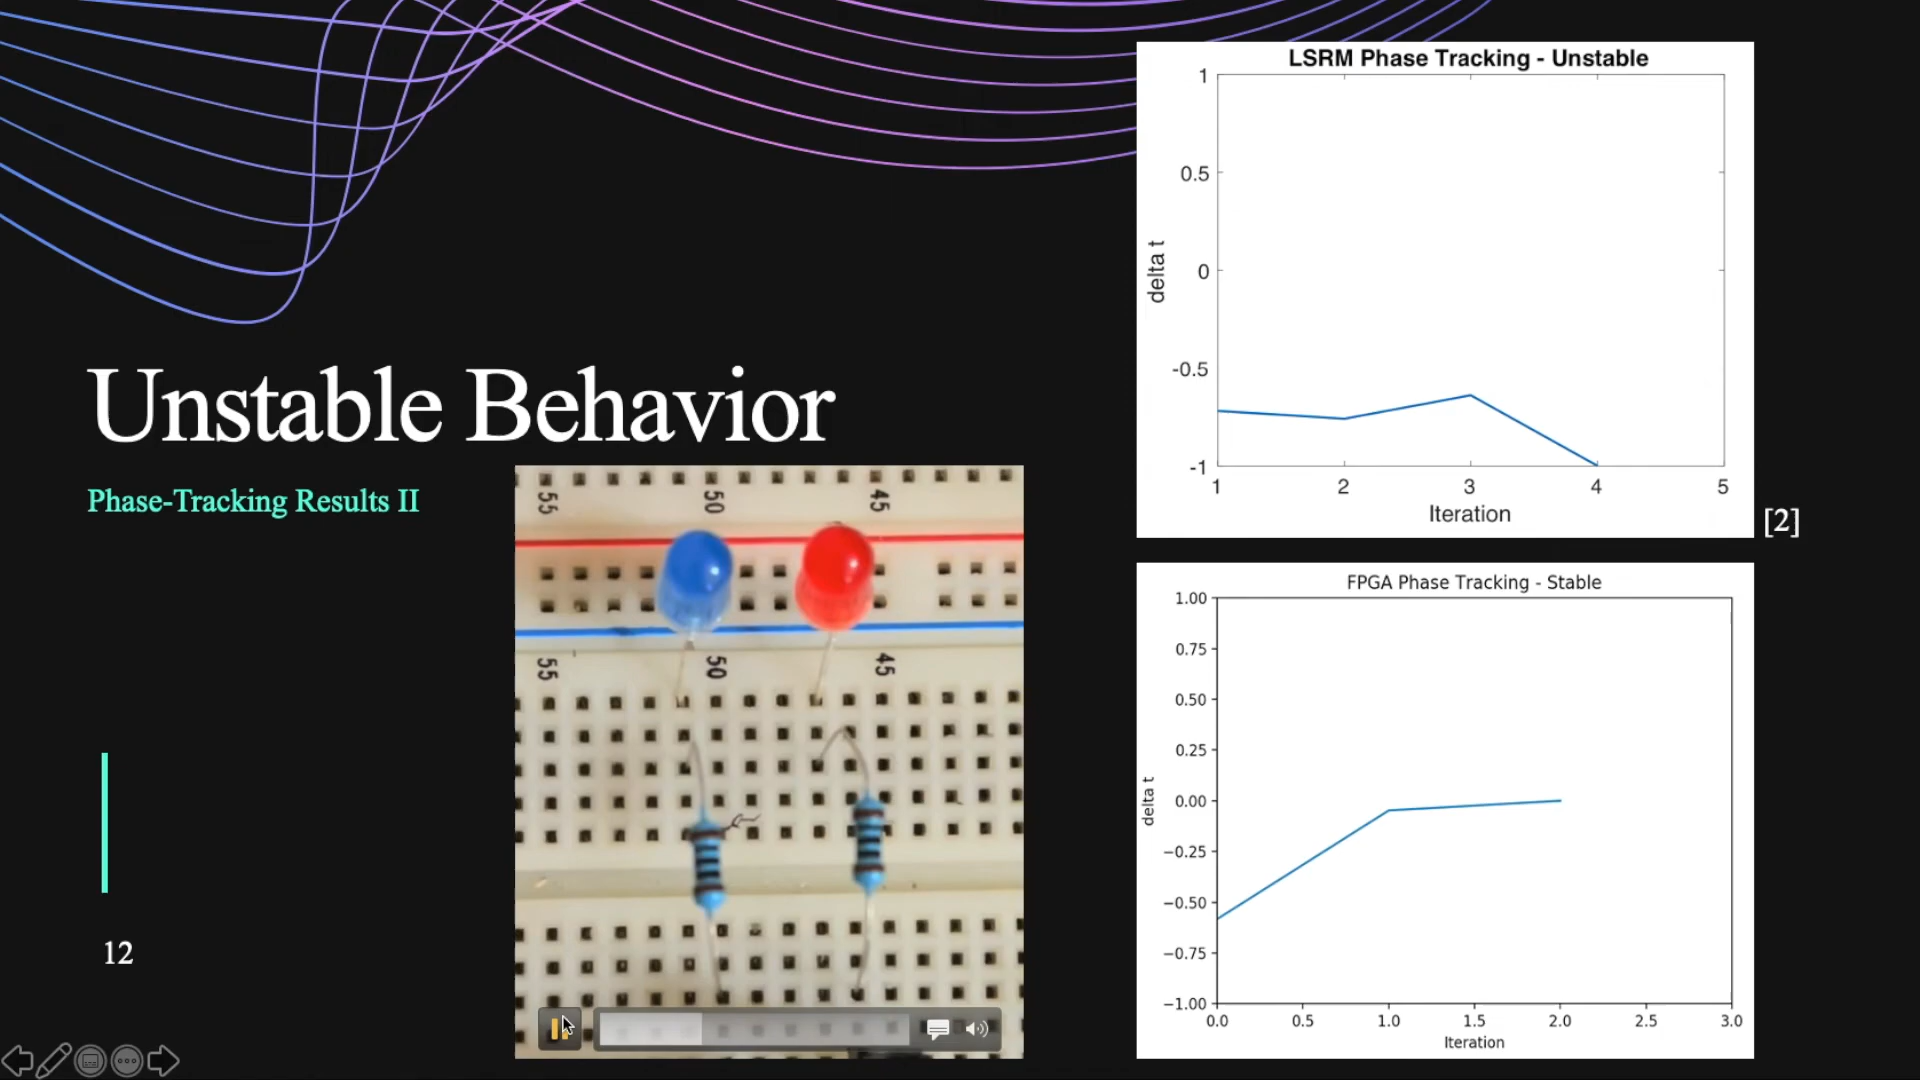 Unstable Behavior
Phase-Tracking Results II
12
55 50 45
55 50 45
LSRM Phase Tracking - Unstable
1
0.5
0
-0.5
-1
delta t
1 2 3 4 5
Iteration
[2]
FPGA Phase Tracking - Stable
1.00
0.75
0.50
0.25
0.00
−0.25
−0.50
−0.75
−1.00
delta t
0.0 0.5 1.0 1.5 2.0 2.5 3.0
Iteration